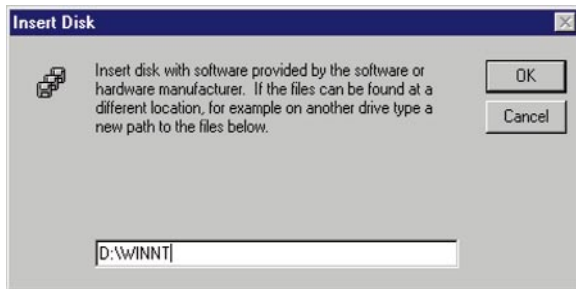 Insert Disk
Insert disk with software provided by the software or
hardware manufacturer. If the files can be found at a
different location, for example on another drive type a
new path to the files below.
OK
Cancel
D:\WINNT